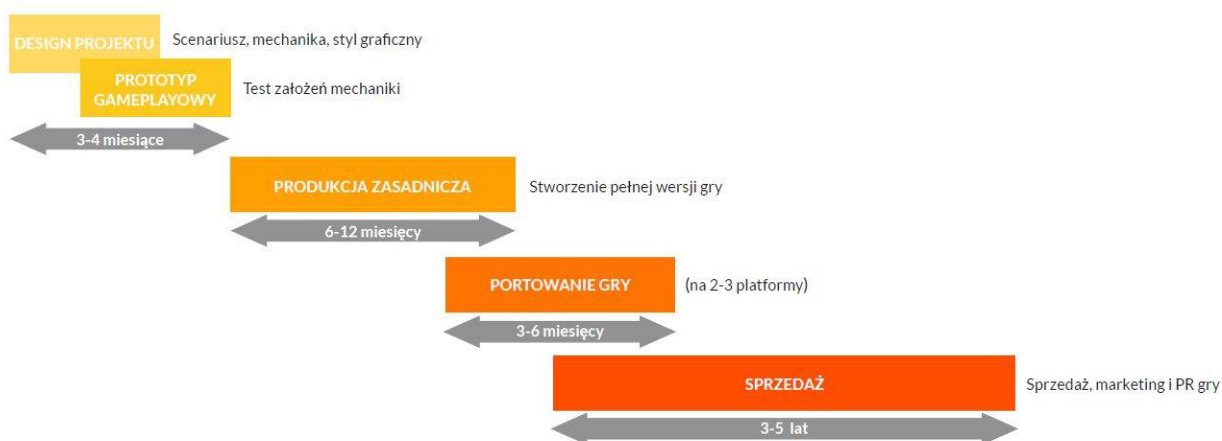 DESIGN PROJEKTU
Scenariusz, mechanika, styl graficzny
PROTOTYP
GAMEPLAYOWY
Test założeń mechaniki
3-4 miesiące
PRODUKCJA ZASADNICZA
Stworzenie pełnej wersji gry
6-12 miesięcy
PORTOWANIE GRY
(na 2-3 platformy)
3-6 miesięcy
SPRZEDAŻ
Sprzedaż, marketing i PR gry
3-5 lat